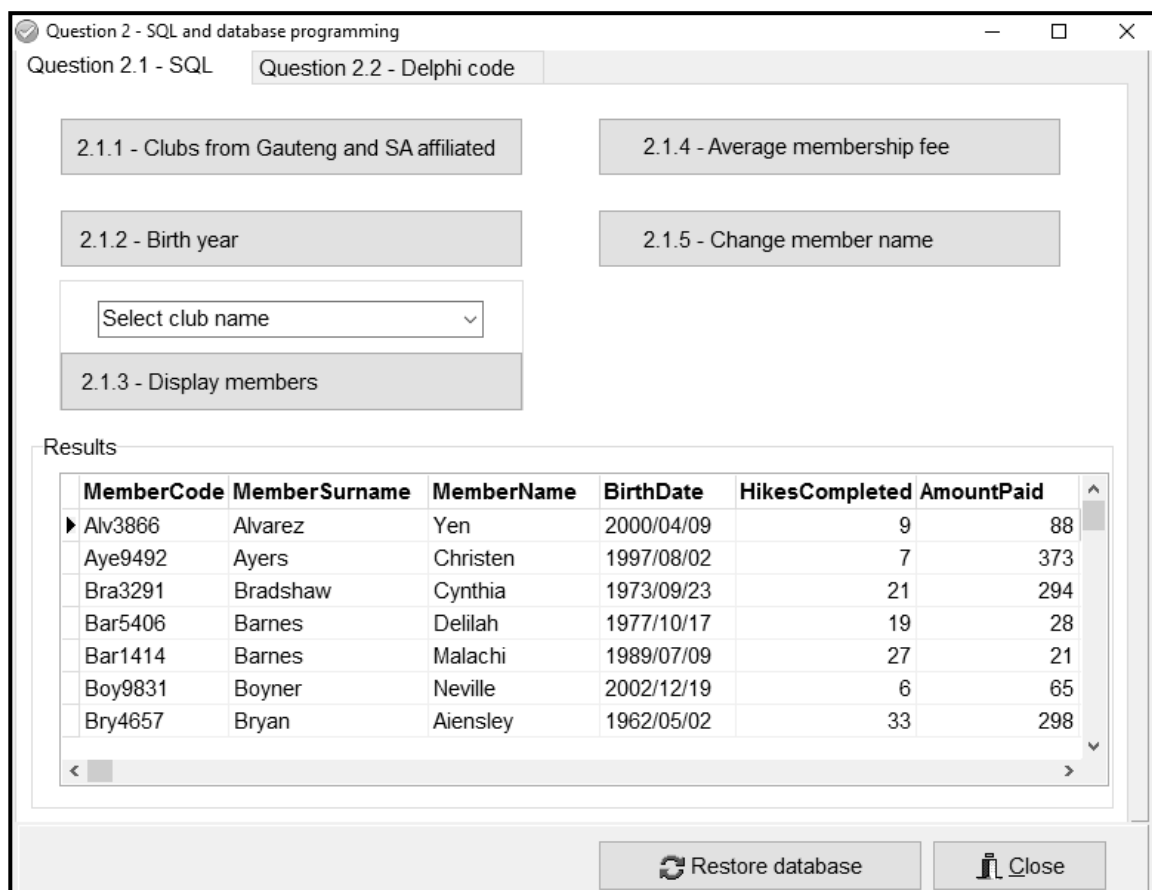 Question 2 - SQL and database programming
Question 2.1 - SQL Question 2.2 - Delphi code
2.1.1 - Clubs from Gauteng and SA affiliated 2.1.4 - Average membership fee
2.1.2 - Birth year 2.1.5 - Change member name
Select club name
2.1.3 - Display members
Results
MemberCode MemberSurname MemberName BirthDate HikesCompleted AmountPaid
Alv3866 Alvarez Yen 2000/04/09 9 88
Aye9492 Ayers Christen 1997/08/02 7 373
Bra3291 Bradshaw Cynthia 1973/09/23 21 294
Bar5406 Barnes Delilah 1977/10/17 19 28
Bar1414 Barnes Malachi 1989/07/09 27 21
Boy9831 Boyner Neville 2002/12/19 6 65
Bry4657 Bryan Aiensley 1962/05/02 33 298
Restore database Close